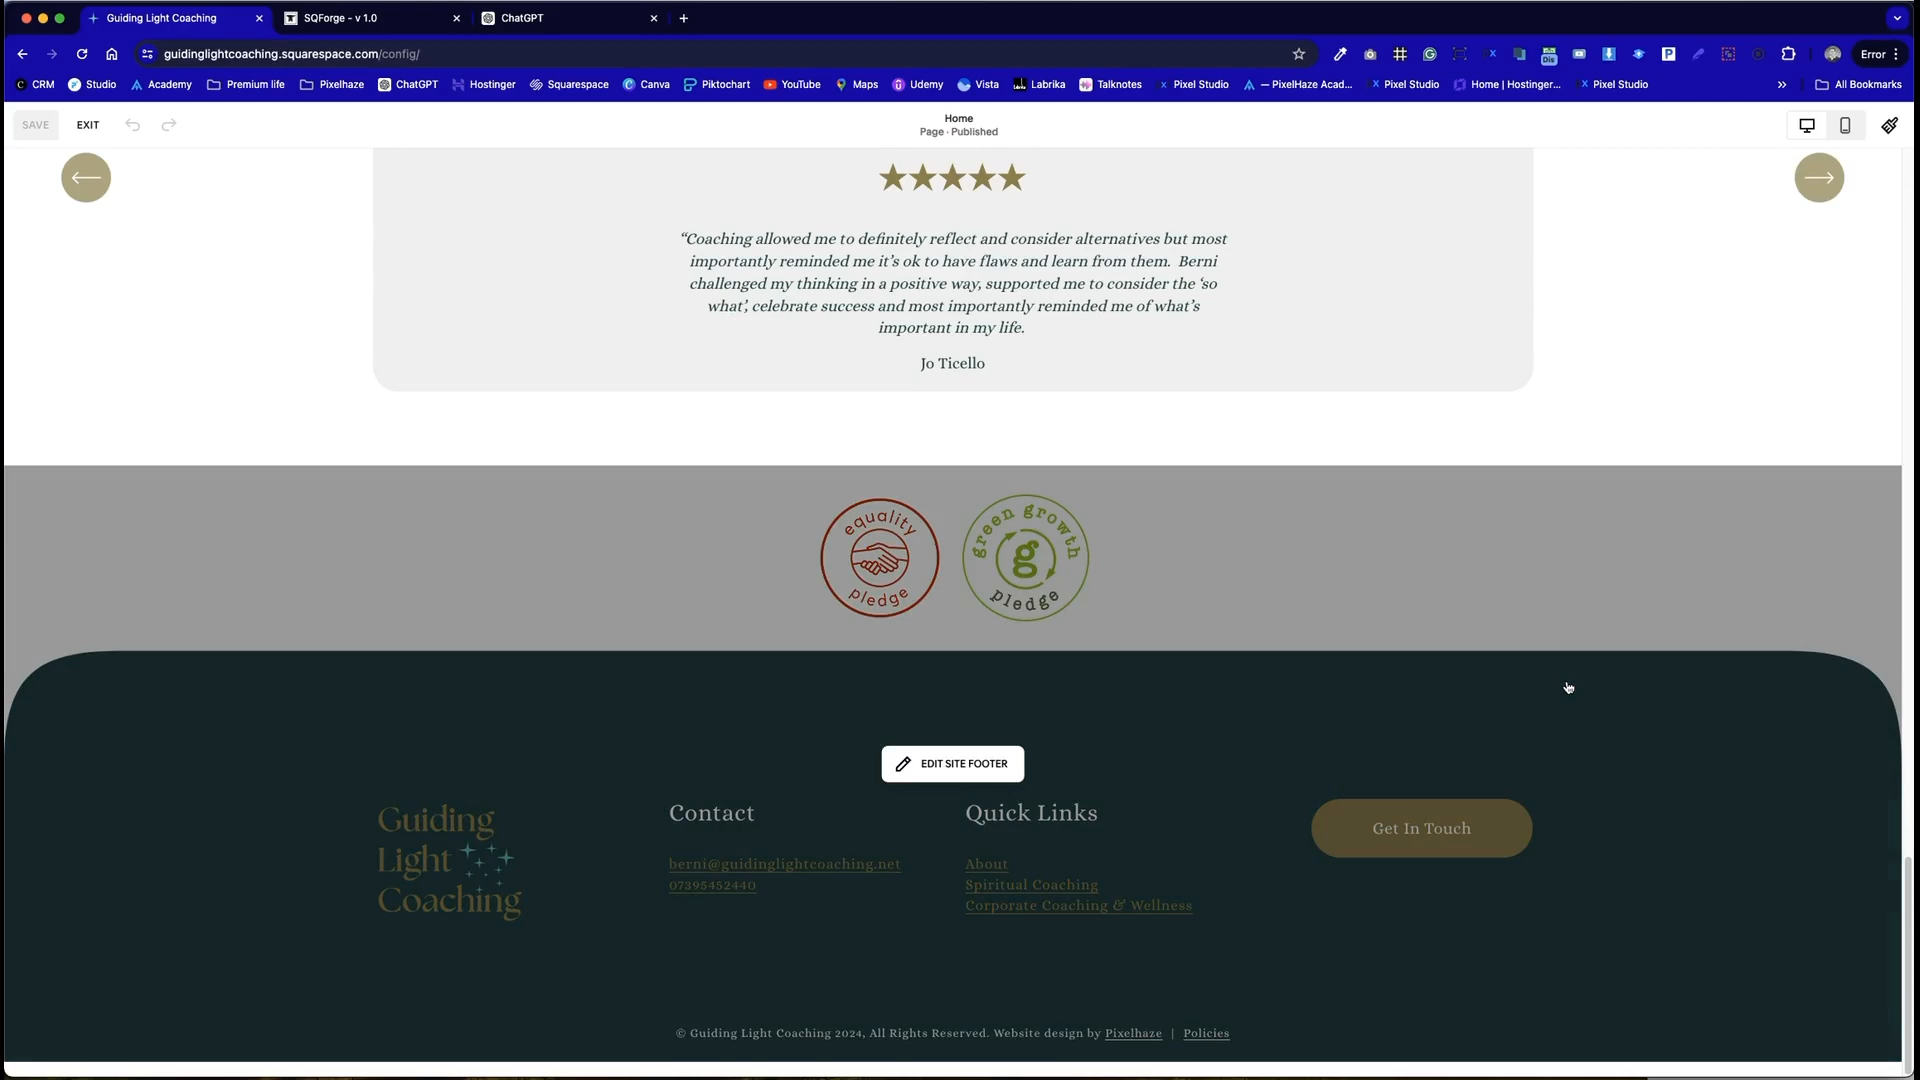 Guiding Light Coaching
SQForge - v 1.0
ChatGPT
guidinglightcoaching.squarespace.com/config/
Error
CRM
Studio
Academy
Premium life
Pixelhaze
ChatGPT
Hostinger
Squarespace
Canva
Piktochart
YouTube
Maps
Udemy
Vista
Labrika
Talknotes
Pixel Studio
— PixelHaze Acad...
Pixel Studio
Home | Hostinger...
Pixel Studio
All Bookmarks
SAVE
EXIT
Home
Page · Published
“Coaching allowed me to definitely reflect and consider alternatives but most
importantly reminded me it’s ok to have flaws and learn from them. Berni
challenged my thinking in a positive way, supported me to consider the ‘so
what’, celebrate success and most importantly reminded me of what’s
important in my life.
Jo Ticello
equality
pledge
green growth
g
pledge
EDIT SITE FOOTER
Guiding
Light
Coaching
Contact
berni@guidinglightcoaching.net
07395452440
Quick Links
About
Spiritual Coaching
Corporate Coaching & Wellness
Get In Touch
© Guiding Light Coaching 2024, All Rights Reserved. Website design by Pixelhaze | Policies